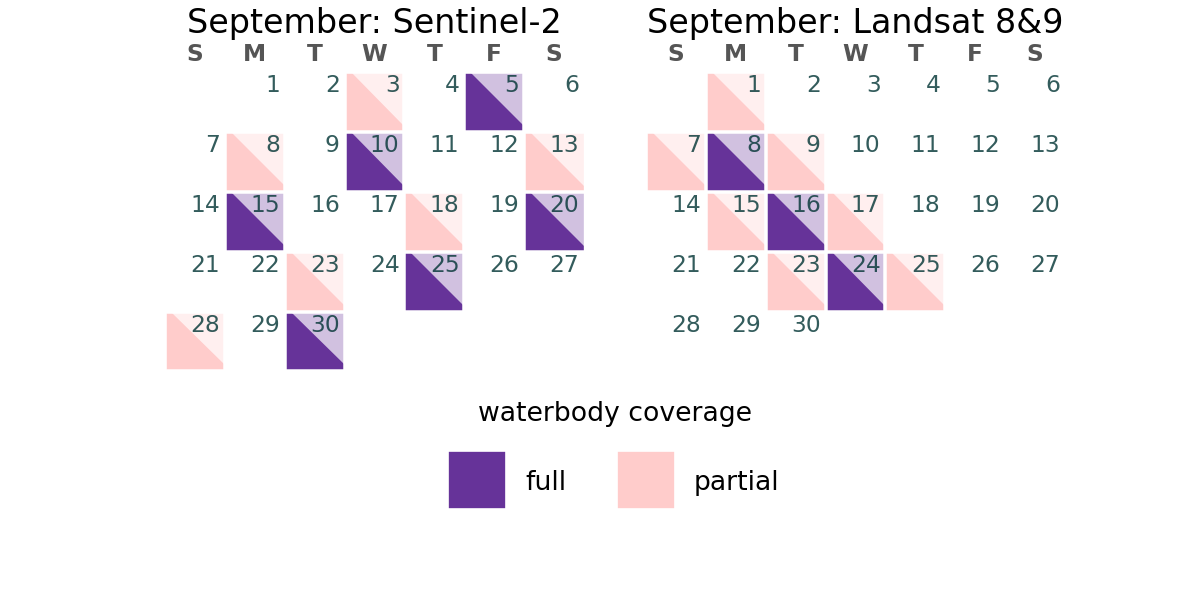 September: Sentinel-2
S M T W T F S
1 2 3 4 5 6
7 8 9 10 11 12 13
14 15 16 17 18 19 20
21 22 23 24 25 26 27
28 29 30
September: Landsat 8&9
S M T W T F S
1 2 3 4 5 6
7 8 9 10 11 12 13
14 15 16 17 18 19 20
21 22 23 24 25 26 27
28 29 30
waterbody coverage
full partial